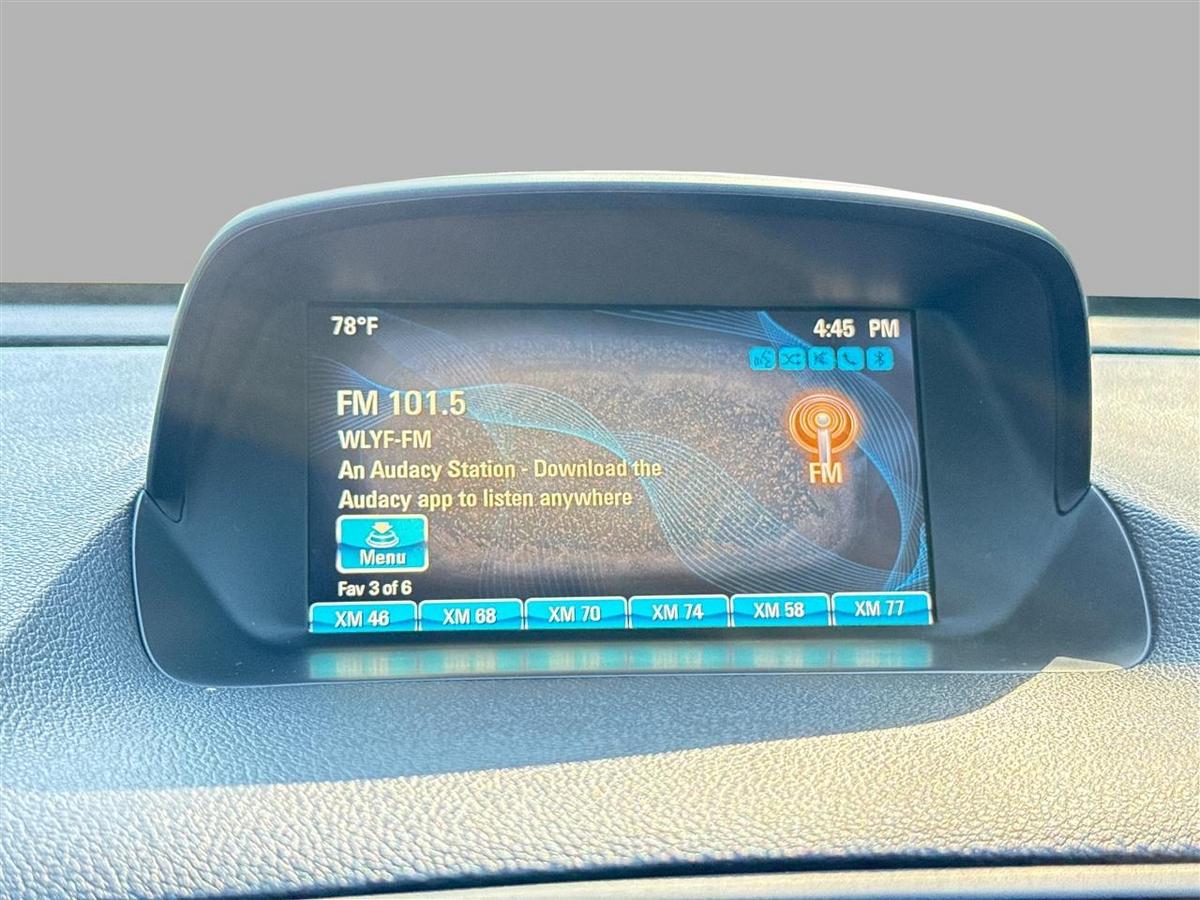 78°F
4:45 PM
FM 101.5
WLYF-FM
An Audacy Station - Download the
Audacy app to listen anywhere
FM
Menu
Fav 3 of 6
XM 46 XM 68 XM 70 XM 74 XM 58 XM 77